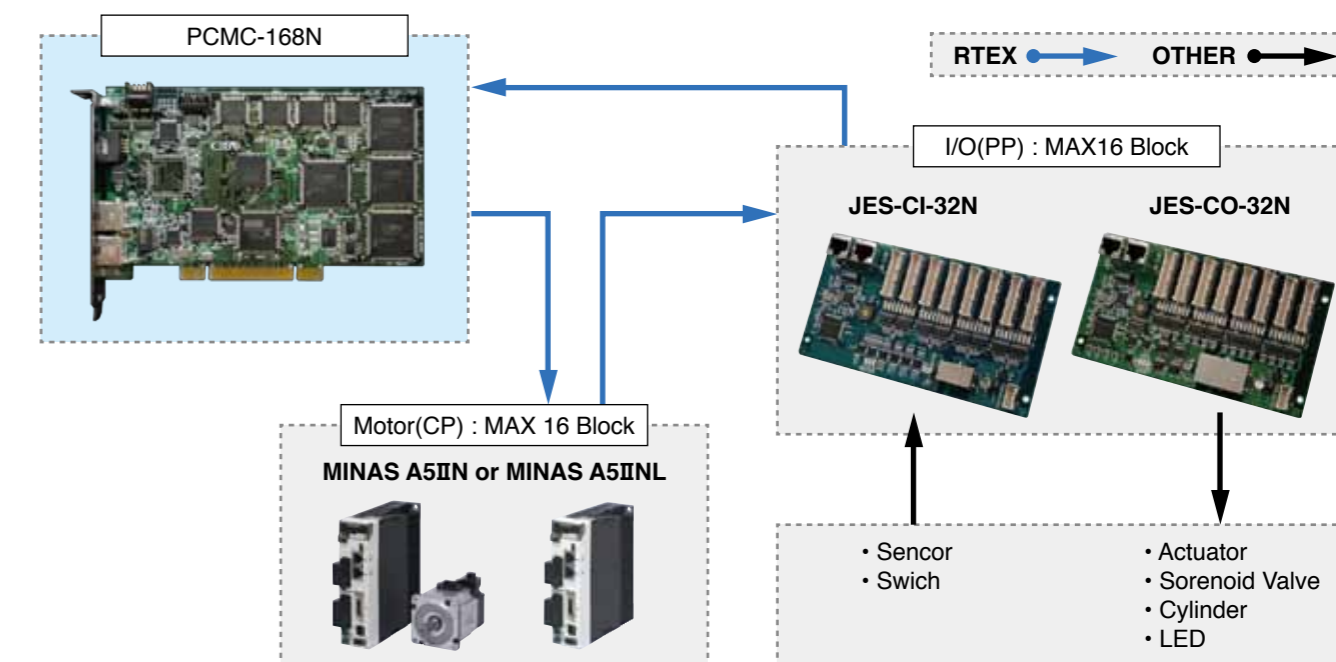 PCMC-168N
RTEX
OTHER
I/O(PP) : MAX16 Block
JES-CI-32N
JES-CO-32N
Motor(CP) : MAX 16 Block
MINAS A5ⅡN or MINAS A5ⅡNL
・Sencor
・Swich
・Actuator
・Sorenoid Valve
・Cylinder
・LED